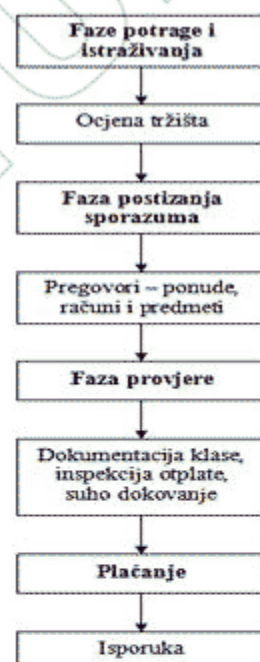 Faze potrage i
istraživanja
Ocjena tržišta
Faza postizanja
sporazuma
Pregovori – ponude,
računi i predmeti
Faza provjere
Dokumentacija klase,
inspekcija otplate,
suho dokovanje
Plaćanje
Isporuka